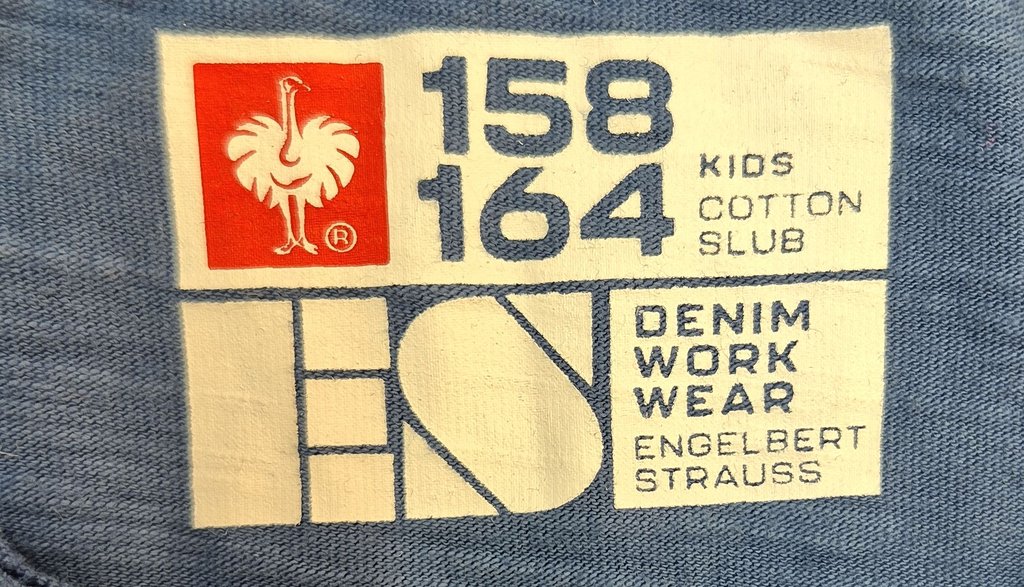 158
164
KIDS
COTTON
SLUB
®
ES
DENIM
WORK
WEAR
ENGELBERT
STRAUSS